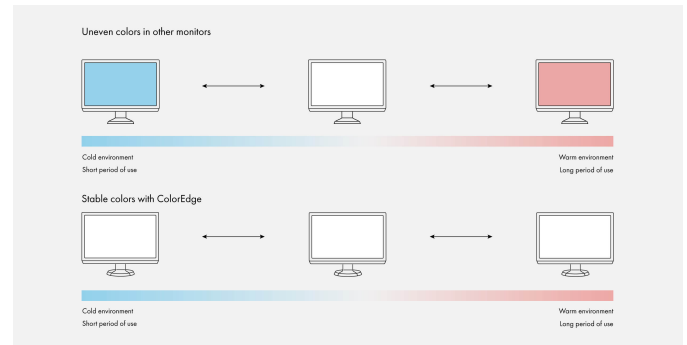 Uneven colors in other monitors
Cold environment
Warm environment
Short period of use
Long period of use
Stable colors with ColorEdge
Cold environment
Warm environment
Short period of use
Long period of use